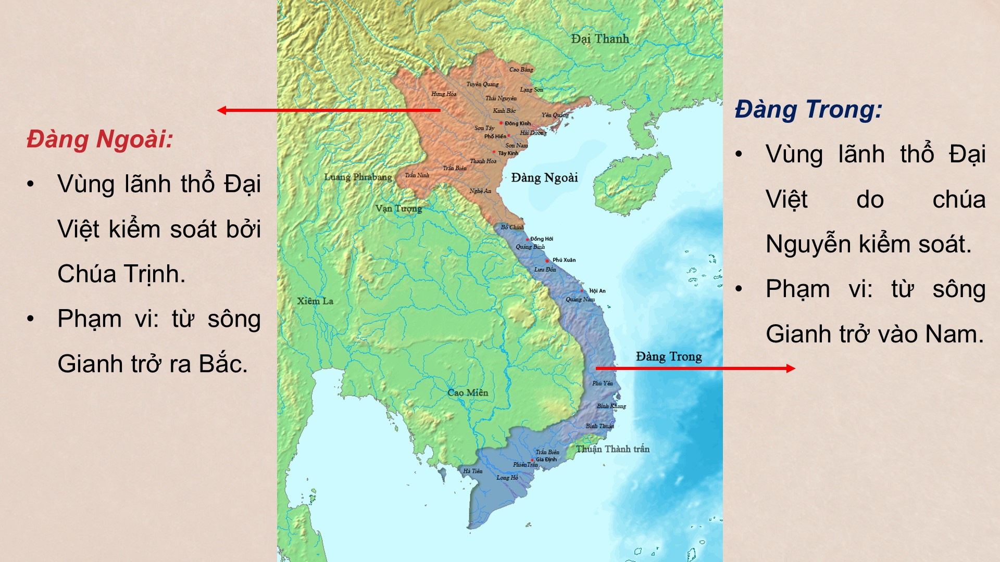 Đàng Ngoài:
• Vùng lãnh thổ Đại
Việt kiểm soát bởi
Chúa Trịnh.
• Phạm vi: từ sông
Gianh trở ra Bắc.
Đại Thanh
Cao Bằng
Tuyên Quang
Lạng Sơn
Hưng Hóa
Thái Nguyên
Kinh Bắc
Yên Quảng
Đông Kinh
Sơn Tây
Hải Dương
Phố Hiến
Sơn Nam
Tây Kinh
Thanh Hoa
Trấn Biên
Trấn Ninh
Luang Phrabang
Đàng Ngoài
Nghệ An
Vạn Tượng
Bố Chính
Đồng Hới
Quảng Bình
Phú Xuân
Lưu Đồn
Hội An
Quảng Nam
Xiêm La
Đàng Trong
Phú Yên
Cao Miên
Bình Khang
Bình Thuận
Thuận Thành trấn
Trấn Biên
Gia Định
Phiên Trấn
Hà Tiên
Long Hồ
Đàng Trong:
• Vùng lãnh thổ Đại
Việt do chúa
Nguyễn kiểm soát.
• Phạm vi: từ sông
Gianh trở vào Nam.